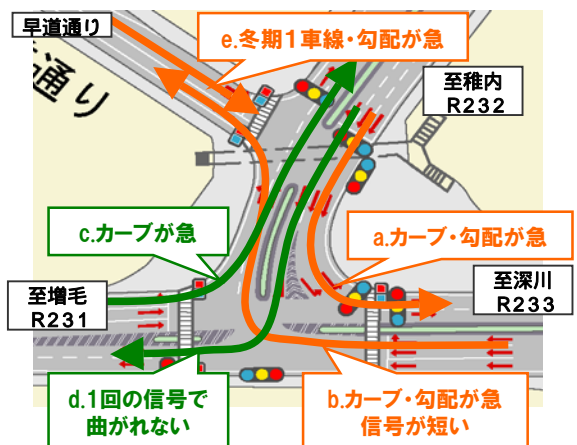 早道通り
e.冬期1車線・勾配が急
通り
至稚内
R232
c.カーブが急
a.カーブ・勾配が急
至増毛
R231
至深川
R233
d.1回の信号で
曲がれない
b.カーブ・勾配が急
信号が短い